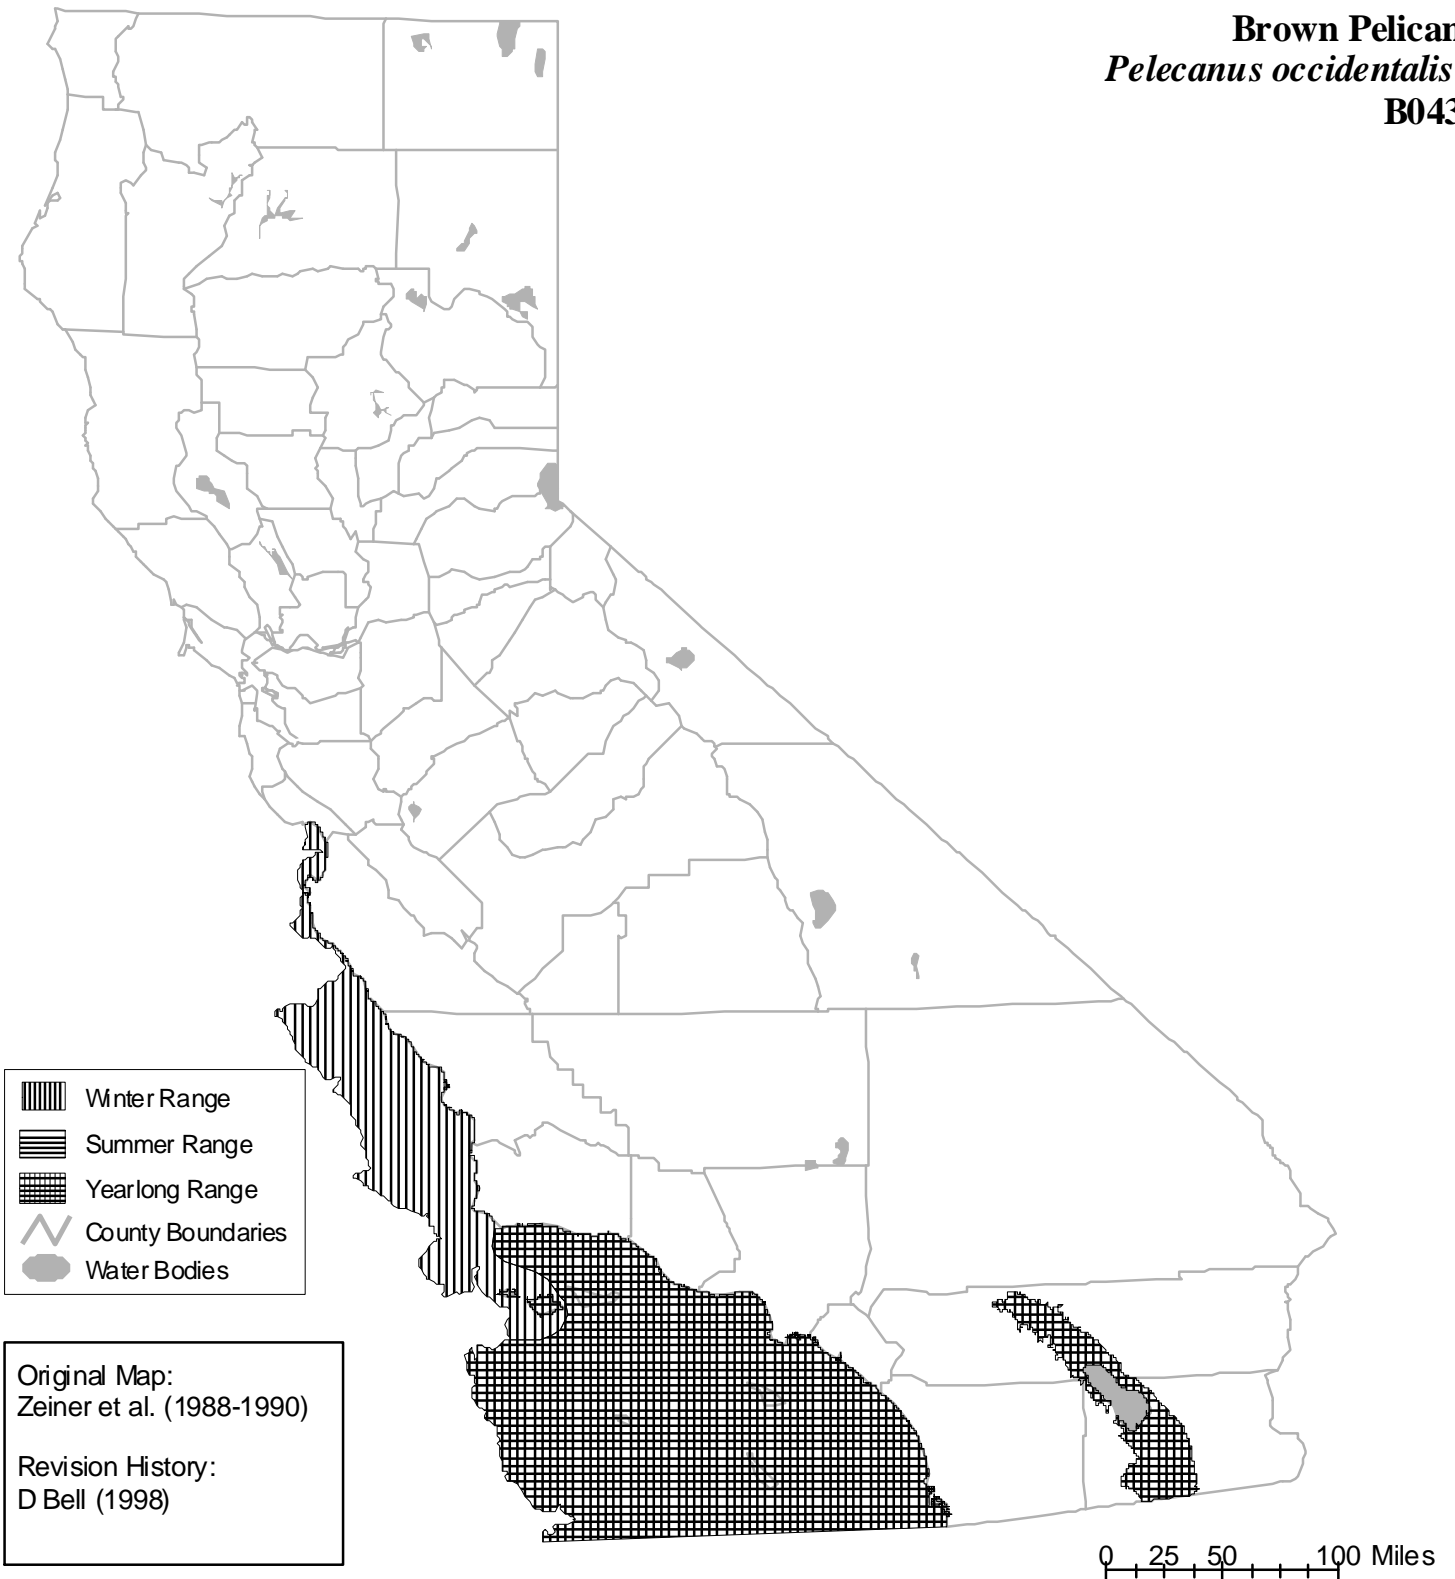 Brown Pelican
Pelecanus occidentalis
B043
Winter Range
Summer Range
Yearlong Range
County Boundaries
Water Bodies
Original Map:
Zeiner et al. (1988-1990)
Revision History:
D Bell (1998)
0 25 50 100 Miles